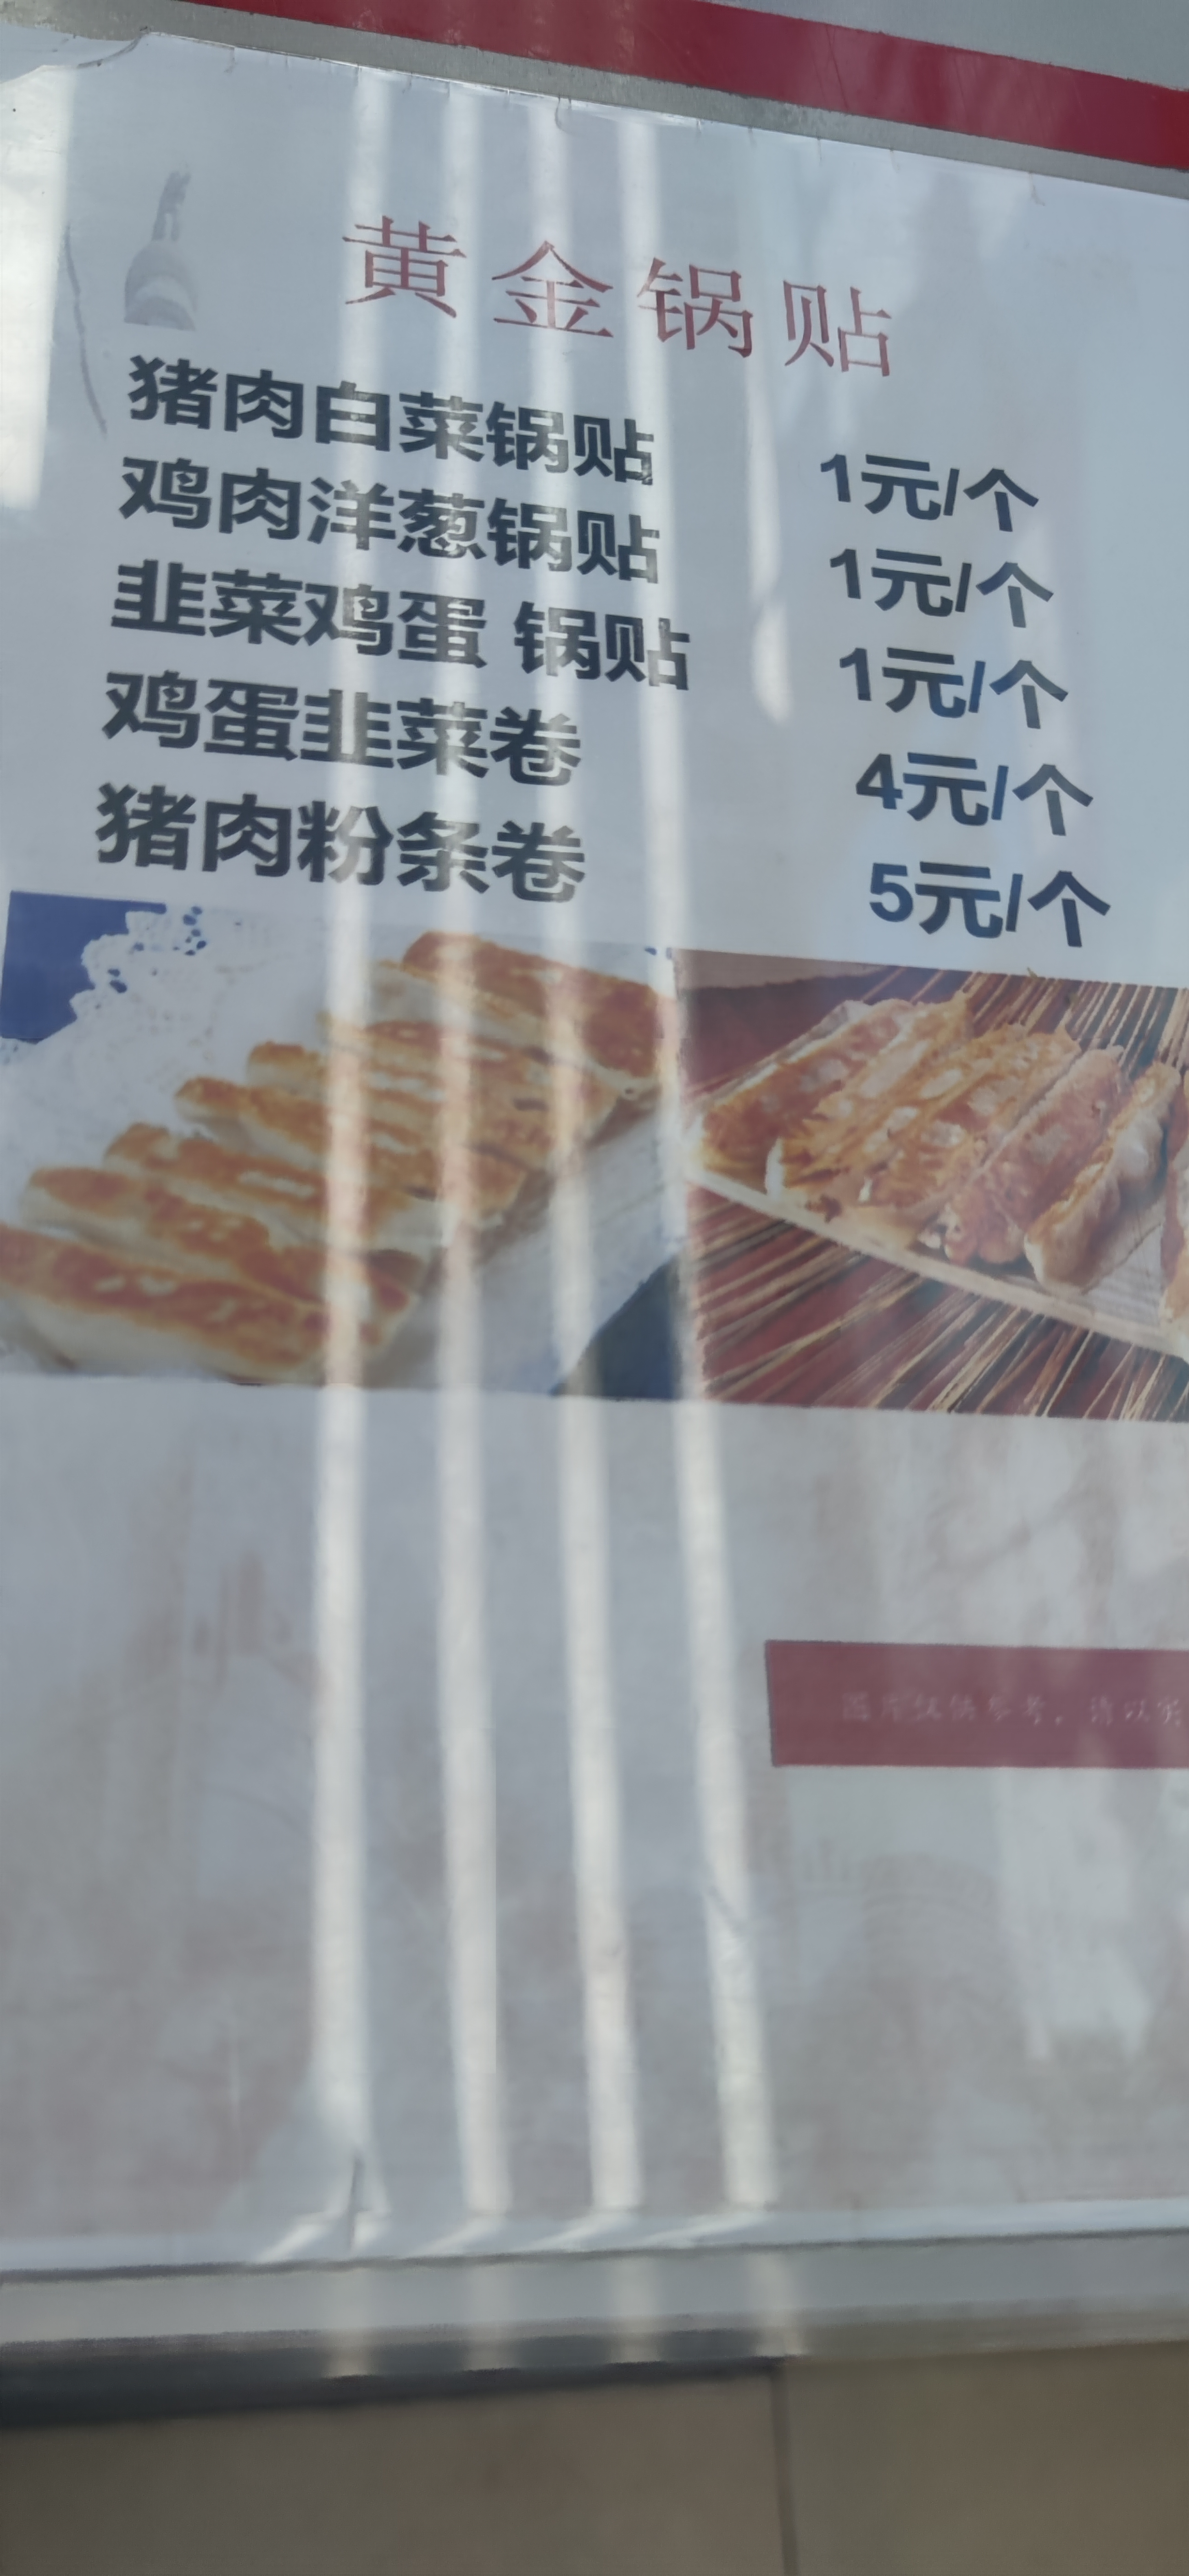 黄金锅贴
猪肉白菜锅贴 1元/个
鸡肉洋葱锅贴 1元/个
韭菜鸡蛋 锅贴 1元/个
鸡蛋韭菜卷 4元/个
猪肉粉条卷 5元/个
图片仅供参考，请以实